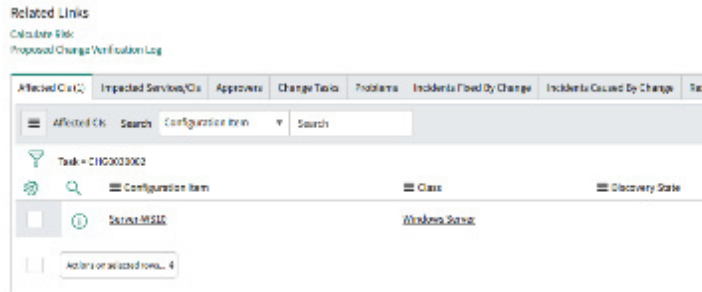 Related Links
Calculate Risk
Proposed Change Verification Log
Affected CIs (1) Impacted Services/CIs Approvers Change Tasks Problems Incidents Fixed By Change Incidents Caused By Change
Affected CIs Search Configuration Item Search
Task = CHG0030002
Configuration Item Class Discovery State
Windows Server
Actions on selected rows...